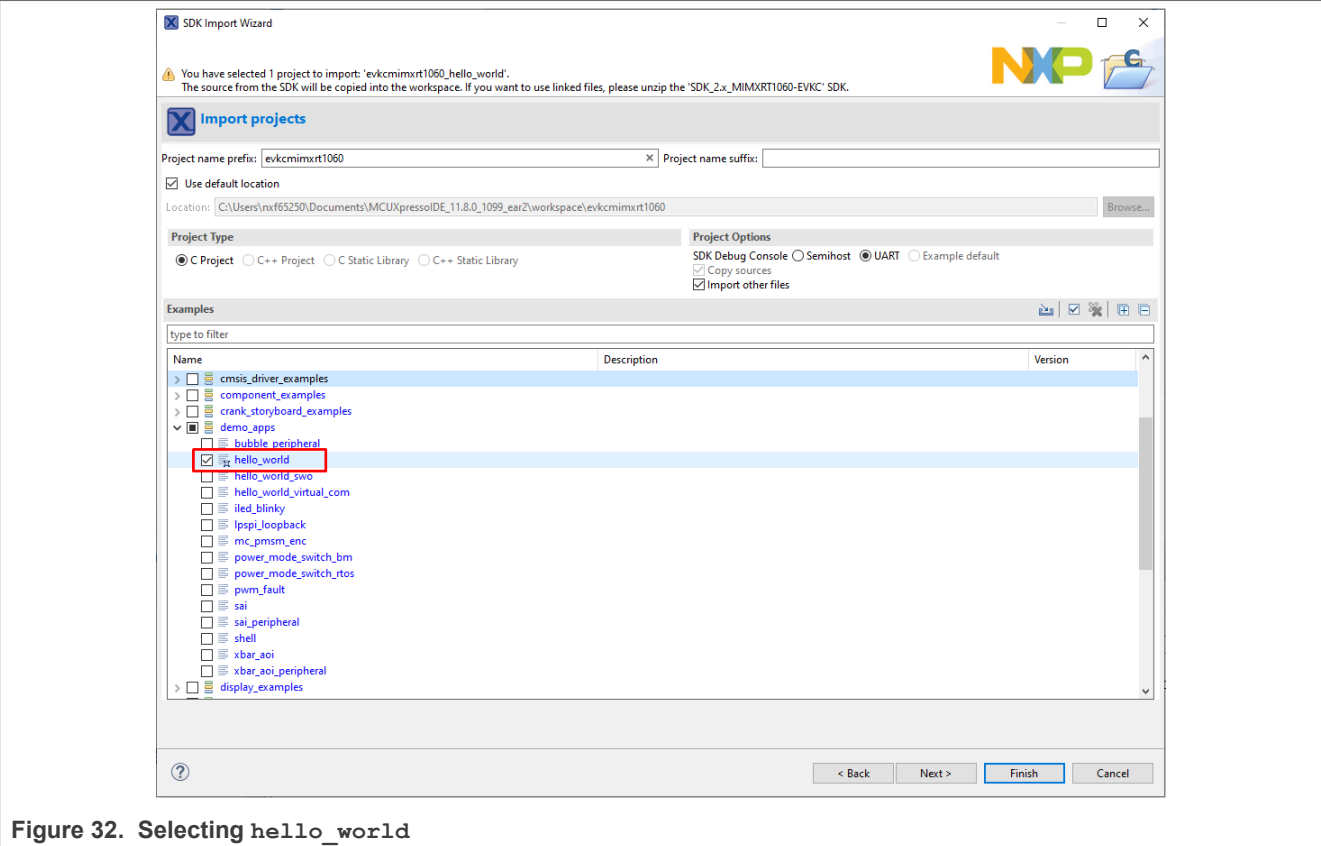 SDK Import Wizard
You have selected 1 project to import: 'evkcmimxrt1060_hello_world'.
The source from the SDK will be copied into the workspace. If you want to use linked files, please unzip the 'SDK_2.x_MIMXRT1060-EVKC' SDK.
NXP
Import projects
Project name prefix: evkcmimxrt1060 Project name suffix:
Use default location
Location: C:\Users\nxf65250\Documents\MCUXpressoIDE_11.8.0_1099_ear2\workspace\evkcmimxrt1060 Browse...
Project Type Project Options
C Project C++ Project C Static Library C++ Static Library SDK Debug Console Semihost UART Example default
Copy sources
Import other files
Examples
type to filter
Name Description Version
cmsis_driver_examples
component_examples
crank_storyboard_examples
demo_apps
bubble_peripheral
hello_world
hello_world_swo
hello_world_virtual_com
iled_blinky
lpspi_loopback
mc_pmsm_enc
power_mode_switch_bm
power_mode_switch_rtos
pwm_fault
sai
sai_peripheral
shell
xbar_aoi
xbar_aoi_peripheral
display_examples
< Back Next > Finish Cancel
Figure 32. Selecting hello_world